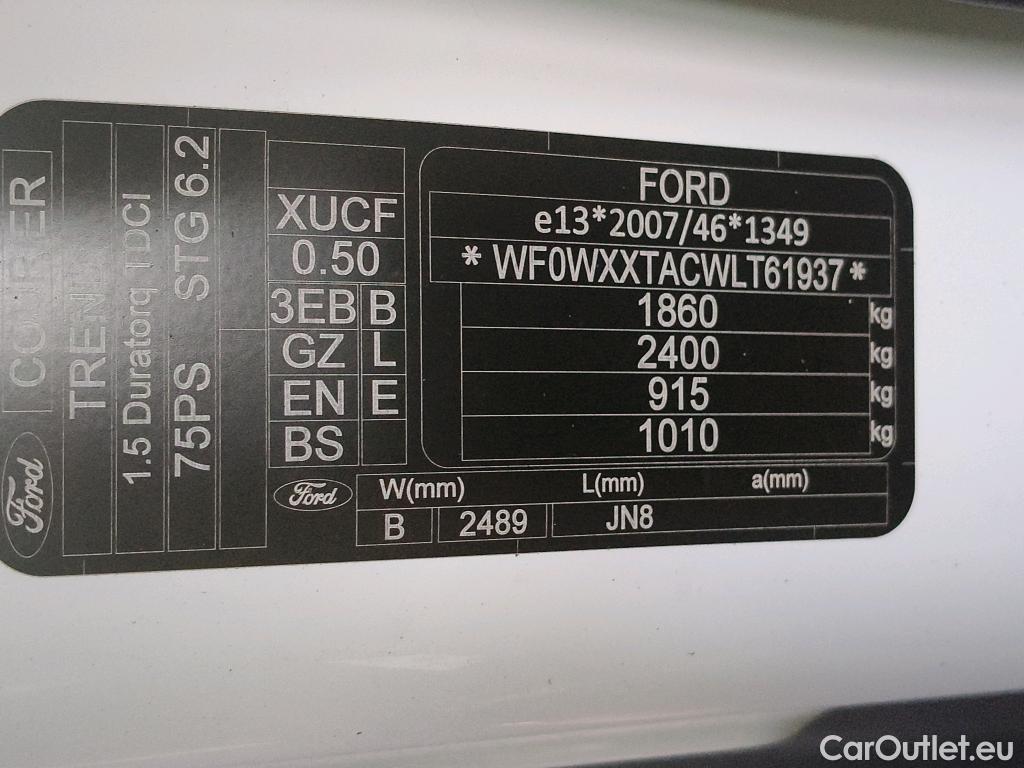 Ford
COURIER
TREND
1.5 Duratorq TDCI
75PS STG 6.2
XUCF
0.50
3EB B
GZ L
EN E
BS
FORD
e13*2007/46*1349
* WF0WXXTACWLT61937 *
1860 kg
2400 kg
915 kg
1010 kg
Ford
W(mm) L(mm) a(mm)
B 2489 JN8
CarOutlet.eu